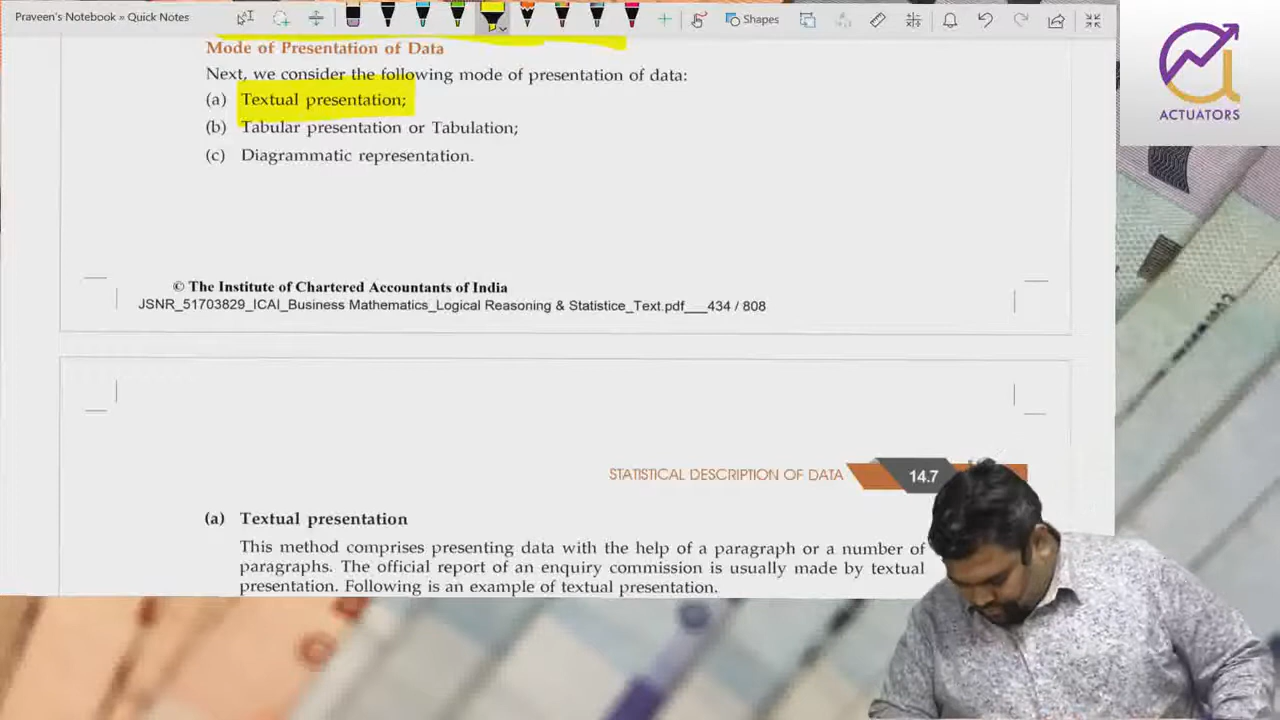 Praveen's Notebook » Quick Notes
Shapes
ACTUATORS
Mode of Presentation of Data
Next, we consider the following mode of presentation of data:
(a) Textual presentation;
(b) Tabular presentation or Tabulation;
(c) Diagrammatic representation.
© The Institute of Chartered Accountants of India
JSNR_51703829_ICAI_Business Mathematics_Logical Reasoning & Statistice_Text.pdf___434 / 808
STATISTICAL DESCRIPTION OF DATA
14.7
(a) Textual presentation
This method comprises presenting data with the help of a paragraph or a number of
paragraphs. The official report of an enquiry commission is usually made by textual
presentation. Following is an example of textual presentation.